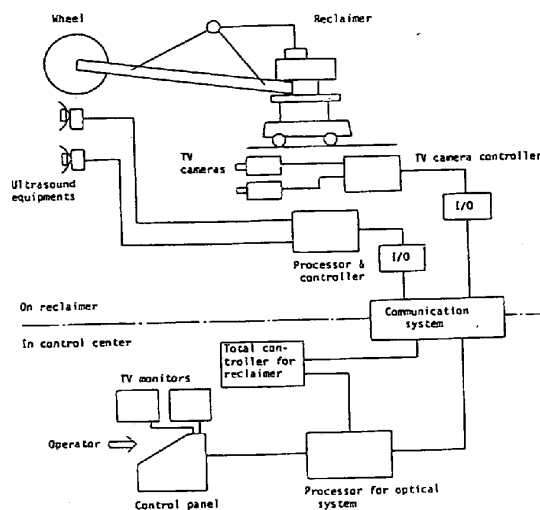 Wheel
Reclaimer
TV
cameras
TV camera controller
Ultrasound
equipments
I/O
Processor &
controller
I/O
On reclaimer
Communication
system
In control center
Total con-
troller for
reclaimer
TV monitors
Operator
Control panel
Processor for optical
system